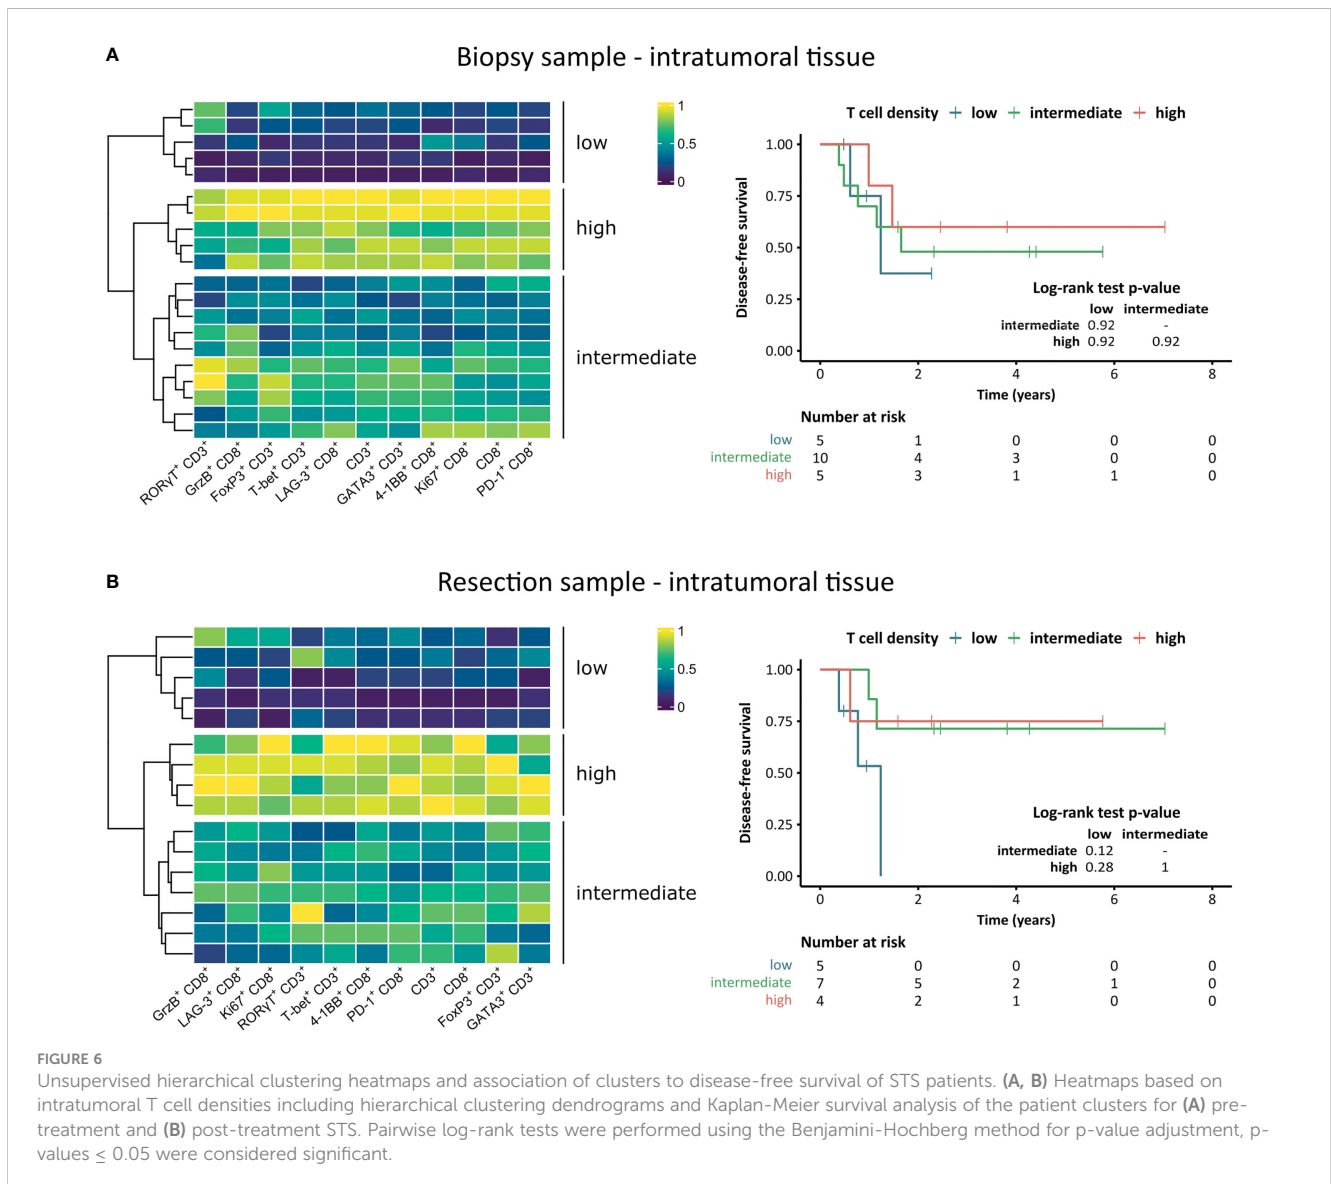 A
Biopsy sample - intratumoral tissue
low
high
intermediate
1
0.5
0
RORγT⁺ CD3⁺
GrzB⁺ CD8⁺
FoxP3⁺ CD3⁺
T-bet⁺ CD3⁺
LAG-3⁺ CD8⁺
CD3⁺
GATA3⁺ CD3⁺
4-1BB⁺ CD8⁺
Ki67⁺ CD8⁺
CD8⁺
PD-1⁺ CD8⁺
T cell density low intermediate high
Disease-free survival
1.00
0.75
0.50
0.25
0.00
Log-rank test p-value
low intermediate
intermediate 0.92 -
high 0.92 0.92
0 2 4 6 8
Time (years)
Number at risk
low 5 1 0 0 0
intermediate 10 4 3 0 0
high 5 3 1 1 0
B
Resection sample - intratumoral tissue
low
high
intermediate
1
0.5
0
GrzB⁺ CD8⁺
LAG-3⁺ CD8⁺
Ki67⁺ CD8⁺
RORγT⁺ CD3⁺
T-bet⁺ CD3⁺
4-1BB⁺ CD8⁺
PD-1⁺ CD8⁺
CD3⁺
CD8⁺
FoxP3⁺ CD3⁺
GATA3⁺ CD3⁺
T cell density low intermediate high
Disease-free survival
1.00
0.75
0.50
0.25
0.00
Log-rank test p-value
low intermediate
intermediate 0.12 -
high 0.28 1
0 2 4 6 8
Time (years)
Number at risk
low 5 0 0 0 0
intermediate 7 5 2 1 0
high 4 2 1 0 0
FIGURE 6
Unsupervised hierarchical clustering heatmaps and association of clusters to disease-free survival of STS patients. (A, B) Heatmaps based on
intratumoral T cell densities including hierarchical clustering dendrograms and Kaplan-Meier survival analysis of the patient clusters for (A) pre-
treatment and (B) post-treatment STS. Pairwise log-rank tests were performed using the Benjamini-Hochberg method for p-value adjustment, p-
values ≤ 0.05 were considered significant.